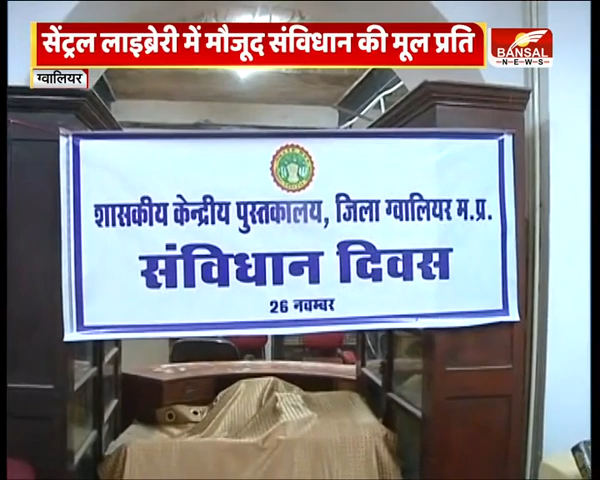 सेंट्रल लाइब्रेरी में मौजूद संविधान की मूल प्रति
BANSAL
NEWS
ग्वालियर
शासकीय केन्द्रीय पुस्तकालय, जिला ग्वालियर म.प्र.
संविधान दिवस
26 नवम्बर